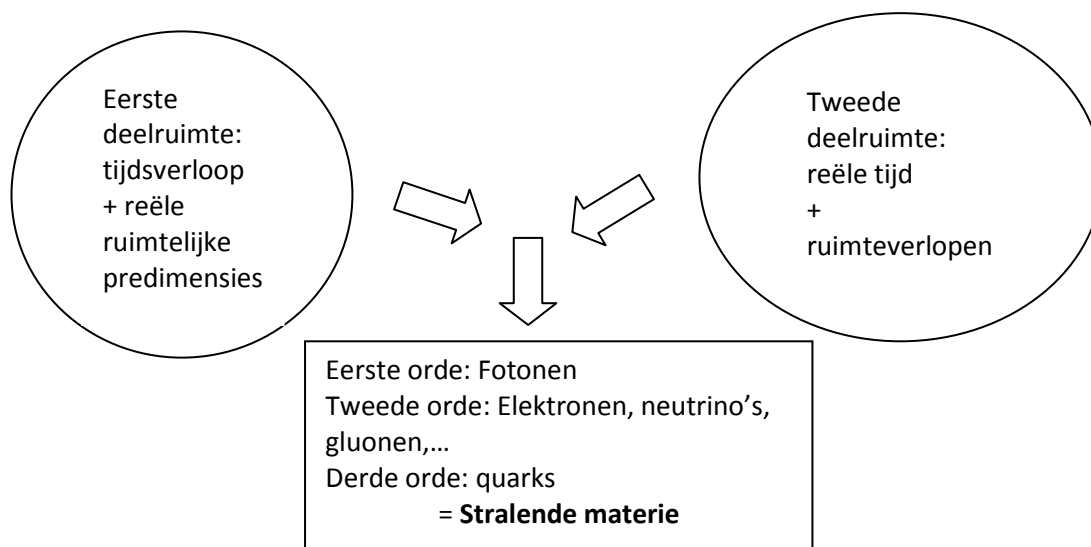 Eerste
deelruimte:
tijdsverloop
+ reële
ruimtelijke
predimensies
Tweede
deelruimte:
reële tijd
+
ruimteverlopen
Eerste orde: Fotonen
Tweede orde: Elektronen, neutrino’s,
gluonen,…
Derde orde: quarks
= Stralende materie